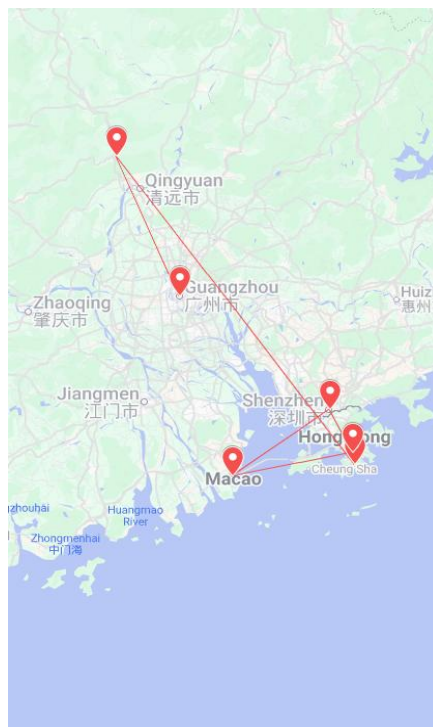 Qingyuan
清远市
Guangzhou
广州市
Huiz
惠州
Zhaoqing
肇庆市
Jiangmen
江门市
Shenzhen
深圳市
Hong Kong
Cheung Sha
Macao
gzhouhai
Huangmao
River
Zhongmenhai
中门海